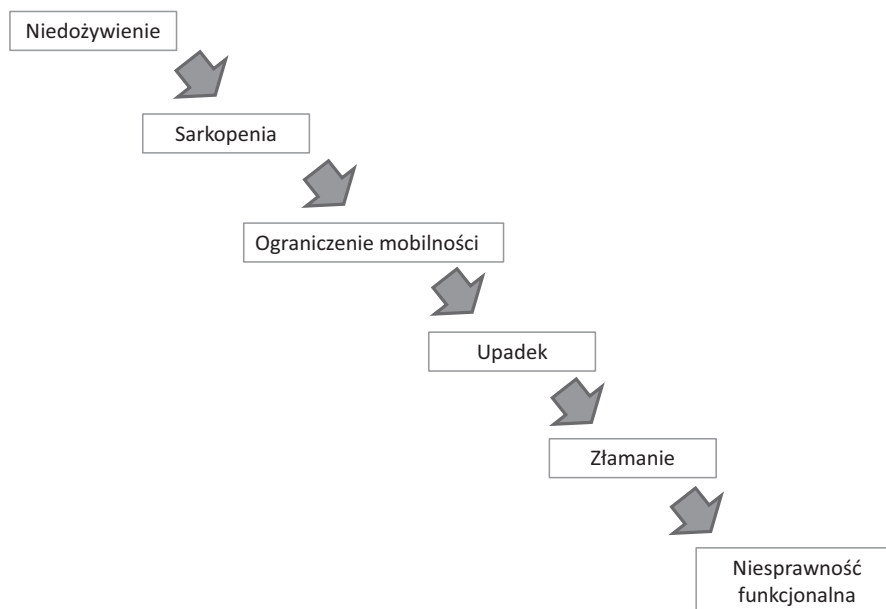 Niedożywienie
Sarkopenia
Ograniczenie mobilności
Upadek
Złamanie
Niesprawność
funkcjonalna